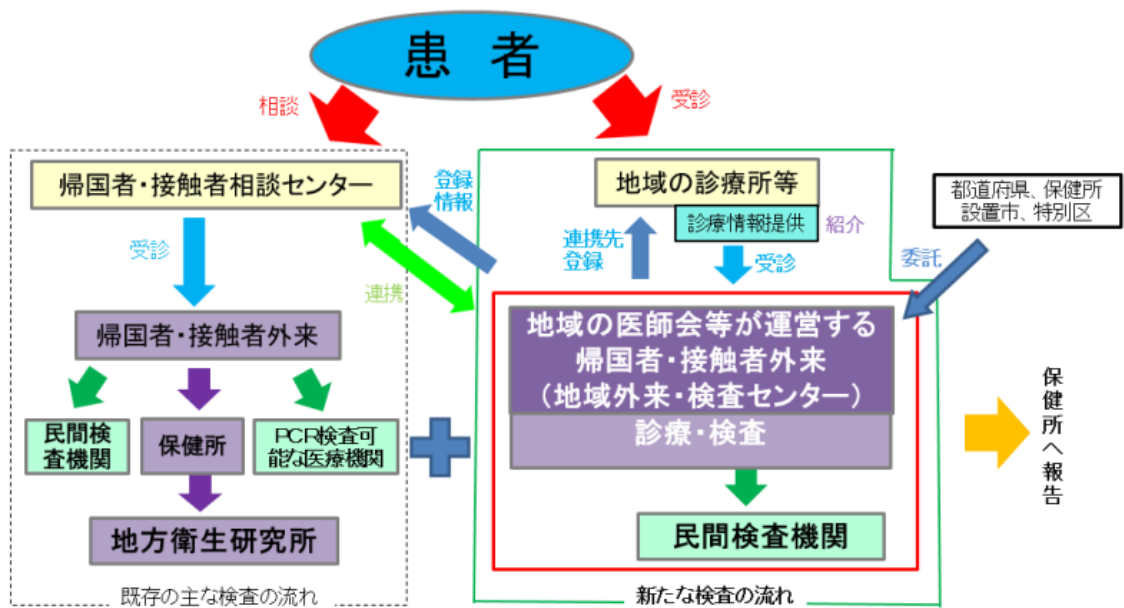 患 者
相談
受診
帰国者・接触者相談センター
登録
情報
地域の診療所等
診療情報提供
紹介
都道府県、保健所
設置市、特別区
受診
連携先
登録
受診
委託
連携
帰国者・接触者外来
地域の医師会等が運営する
帰国者・接触者外来
（地域外来・検査センター）
診療・検査
民間検
査機関
保健所
PCR検査可
能な医療機関
保健所へ報告
地方衛生研究所
民間検査機関
既存の主な検査の流れ
新たな検査の流れ